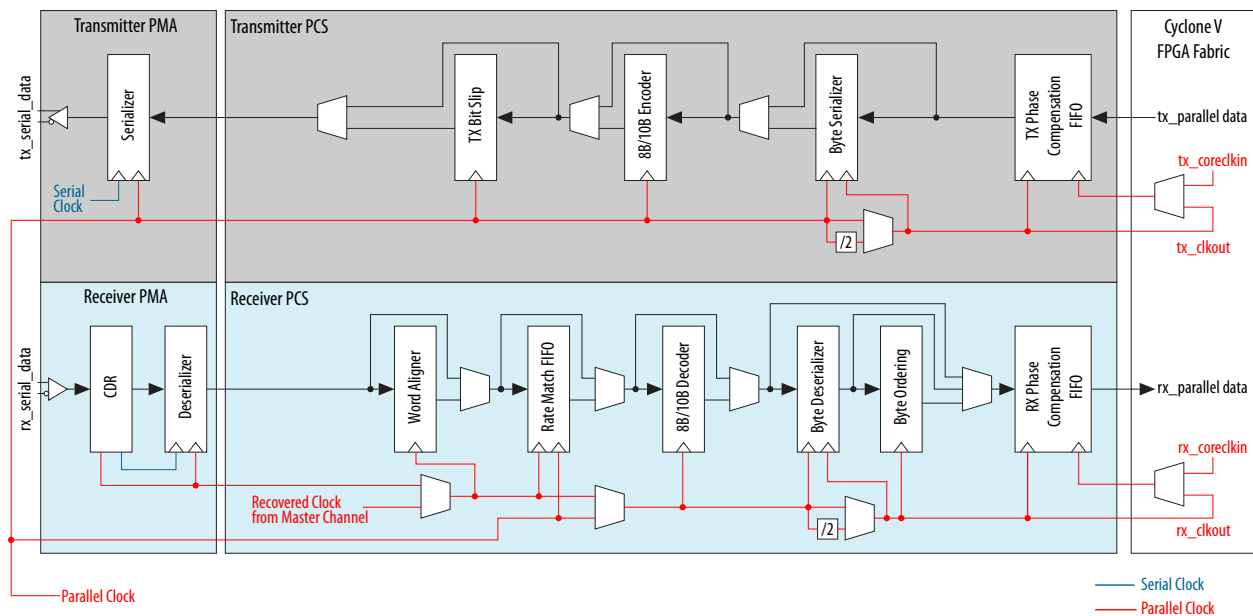 Transmitter PMA
Transmitter PCS
Cyclone V
FPGA Fabric
tx_serial_data
Serializer
TX Bit Slip
8B/10B Encoder
Byte Serializer
TX Phase
Compensation
FIFO
tx_parallel data
tx_coreclkin
Serial
Clock
/2
tx_clkout
Receiver PMA
Receiver PCS
rx_serial_data
CDR
Deserializer
Word Aligner
Rate Match FIFO
8B/10B Decoder
Byte Deserializer
Byte Ordering
RX Phase
Compensation
FIFO
rx_parallel data
rx_coreclkin
Recovered Clock
from Master Channel
/2
rx_clkout
Parallel Clock
Serial Clock
Parallel Clock